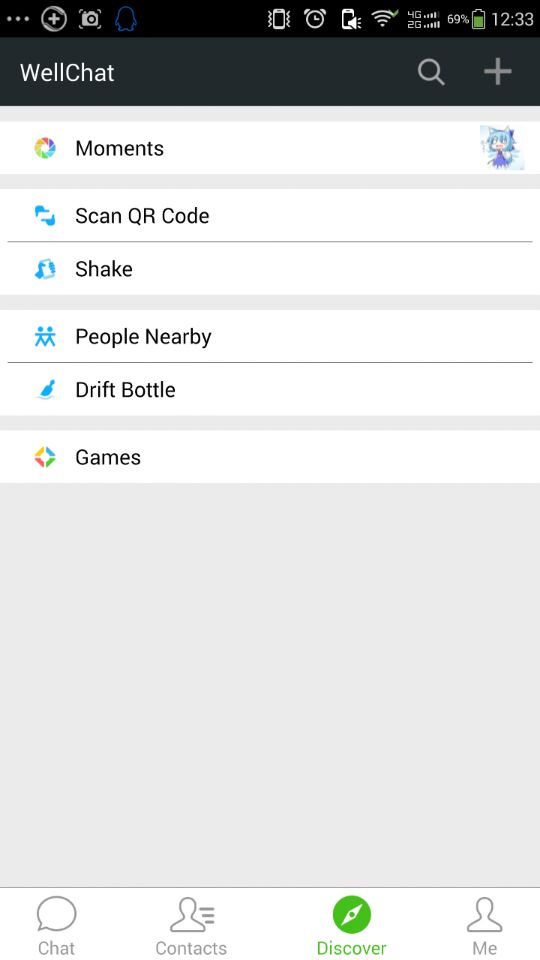 4G
2G
69%
12:33
WellChat
Moments
Scan QR Code
Shake
People Nearby
Drift Bottle
Games
Chat
Contacts
Discover
Me